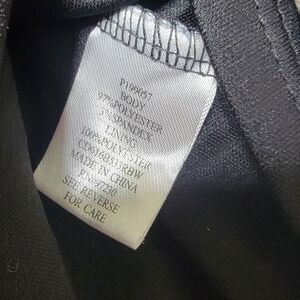 P199057
BODY
97%POLYESTER
3%SPANDEX
LINING
100%POLYESTER
MADE IN CHINA
SEE REVERSE
FOR CARE